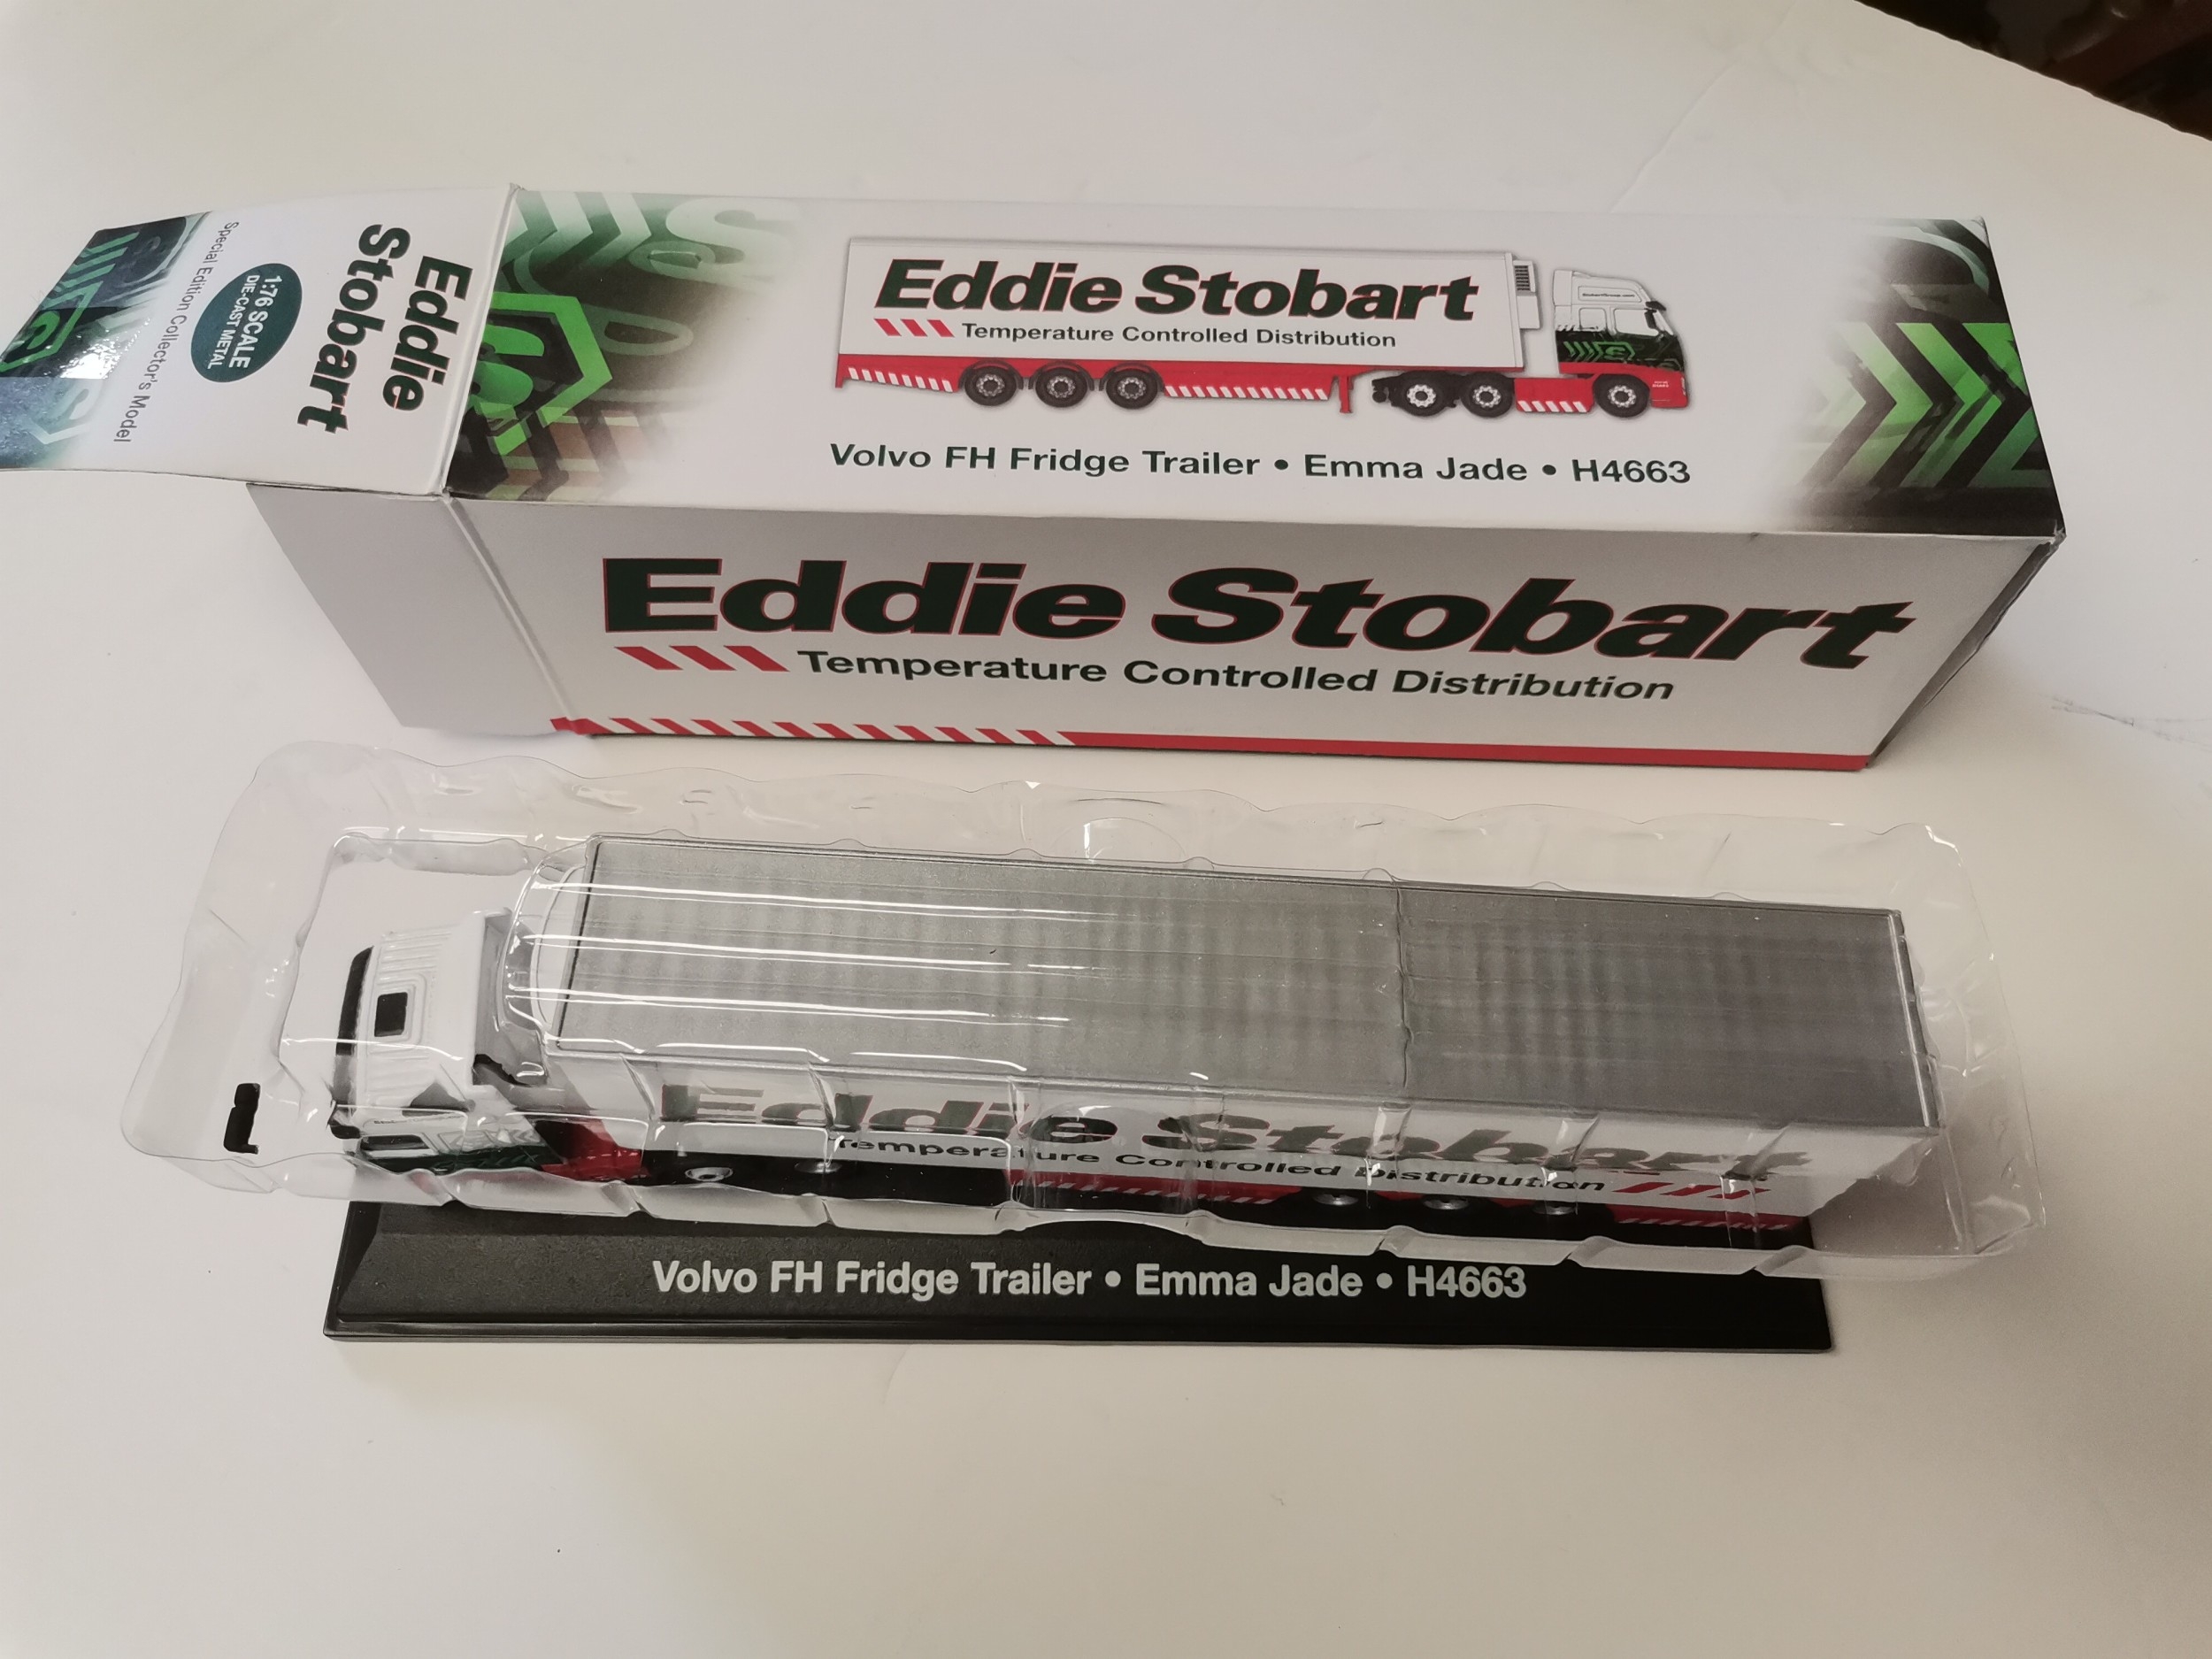 Eddie
Stobart
1:76 SCALE
DIE-CAST METAL
Special Edition Collector's Model
Eddie Stobart
Temperature Controlled Distribution
Volvo FH Fridge Trailer • Emma Jade • H4663
Eddie Stobart
Temperature Controlled Distribution
Eddie Stobart
Temperature Controlled Distribution
Volvo FH Fridge Trailer • Emma Jade • H4663